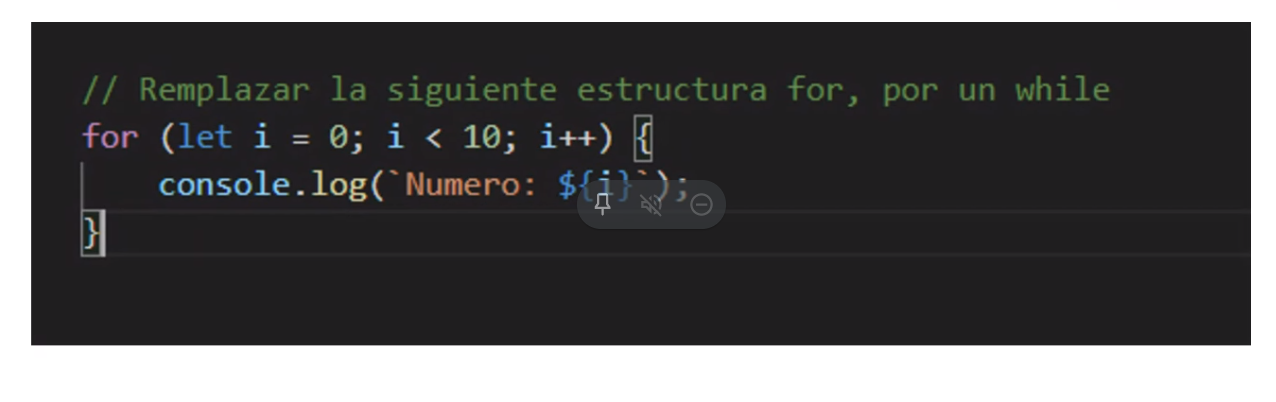 // Remplazar la siguiente estructura for, por un while
for (let i = 0; i < 10; i++) {
    console.log(`Numero: ${i}`);
}